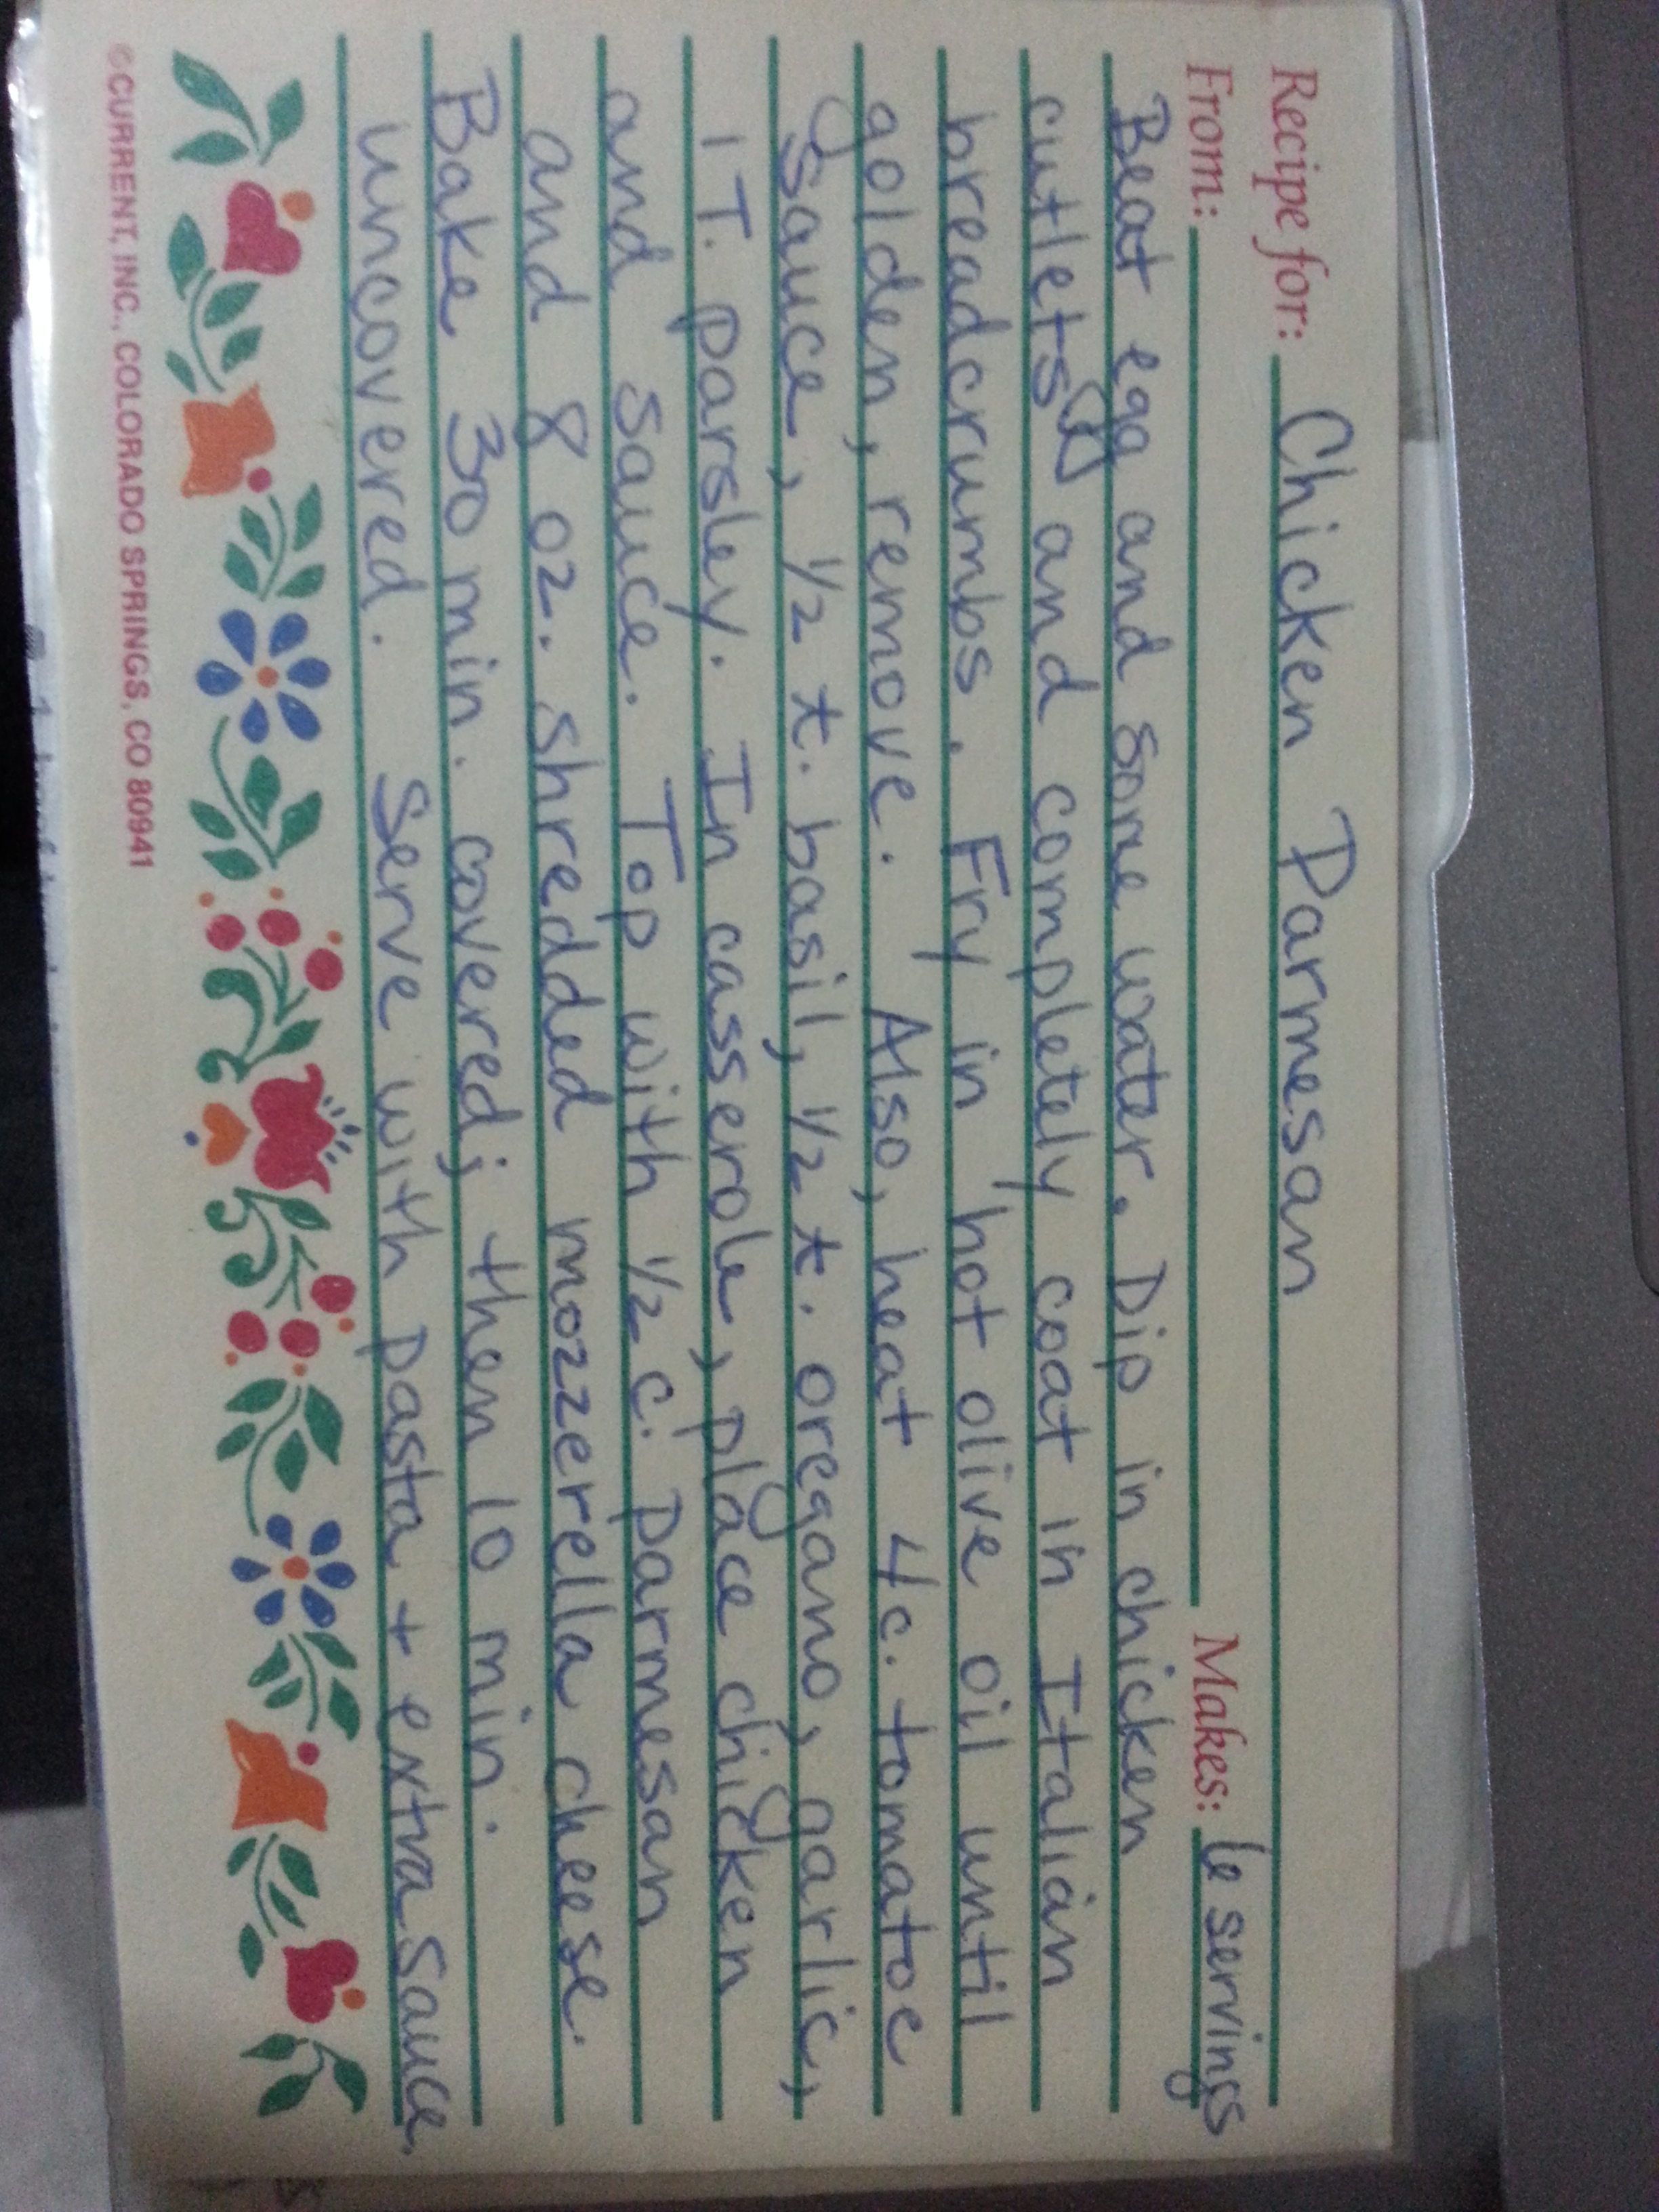 Recipe for: Chicken Parmesan
From: Makes: 6 servings
Beat egg and some water. Dip in chicken
cutlets and completely coat in Italian
breadcrumbs. Fry in hot olive oil until
golden, remove. Also, heat 4 c. tomatoe
sauce, 1/2 t. basil, 1/2 t. oregano, garlic,
1 T. parsley. In casserole, place chicken
and sauce. Top with 1/2 c. parmesan
and 8 oz. shredded mozzerella cheese.
Bake 30 min. covered; then 10 min.
uncovered. Serve with pasta + extra sauce.
©CURRENT, INC., COLORADO SPRINGS, CO 80941